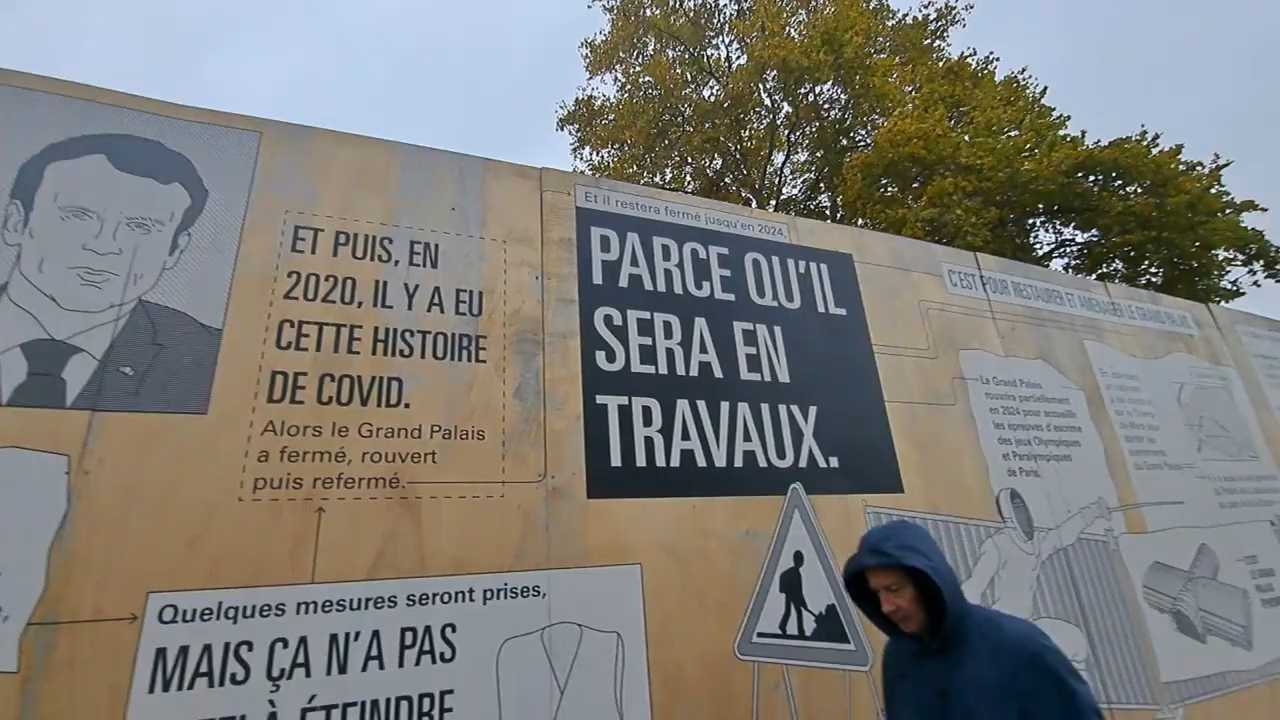 ET PUIS, EN
2020, IL Y A EU
CETTE HISTOIRE
DE COVID.
Alors le Grand Palais
a fermé, rouvert
puis refermé.
Et il restera fermé jusqu'en 2024,
PARCE QU'IL
SERA EN
TRAVAUX.
C'EST POUR RESTAURER ET AMÉNAGER LE GRAND PALAIS
Le Grand Palais
rouvrira partiellement
en 2024 pour accueillir
les épreuves d'escrime
des jeux Olympiques
et Paralympiques
de Paris.
Quelques mesures seront prises,
MAIS ÇA N'A PAS
À ÉTEINDRE